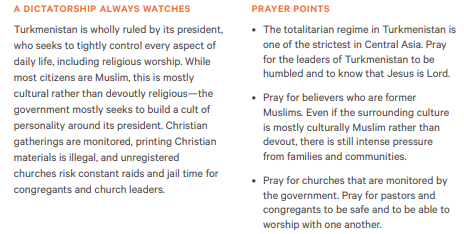 A DICTATORSHIP ALWAYS WATCHES
Turkmenistan is wholly ruled by its president,
who seeks to tightly control every aspect of
daily life, including religious worship. While
most citizens are Muslim, this is mostly
cultural rather than devoutly religious—the
government mostly seeks to build a cult of
personality around its president. Christian
gatherings are monitored, printing Christian
materials is illegal, and unregistered
churches risk constant raids and jail time for
congregants and church leaders.
PRAYER POINTS
• The totalitarian regime in Turkmenistan is
one of the strictest in Central Asia. Pray
for the leaders of Turkmenistan to be
humbled and to know that Jesus is Lord.
• Pray for believers who are former
Muslims. Even if the surrounding culture
is mostly culturally Muslim rather than
devout, there is still intense pressure
from families and communities.
• Pray for churches that are monitored by
the government. Pray for pastors and
congregants to be safe and to be able to
worship with one another.